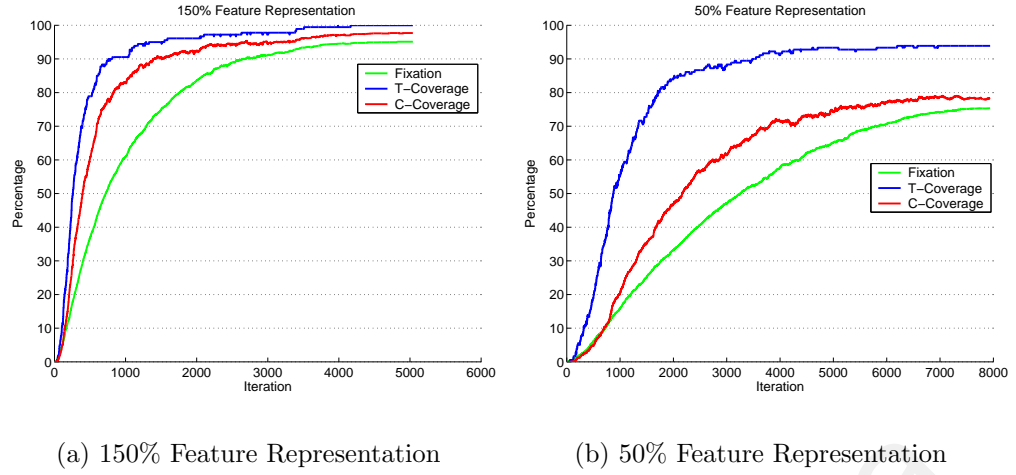 150% Feature Representation
100
90
80
70
60
50
40
30
20
10
0
Percentage
0 1000 2000 3000 4000 5000 6000
Iteration
Fixation
T-Coverage
C-Coverage
50% Feature Representation
100
90
80
70
60
50
40
30
20
10
0
Percentage
0 1000 2000 3000 4000 5000 6000 7000 8000
Iteration
Fixation
T-Coverage
C-Coverage
(a) 150% Feature Representation
(b) 50% Feature Representation